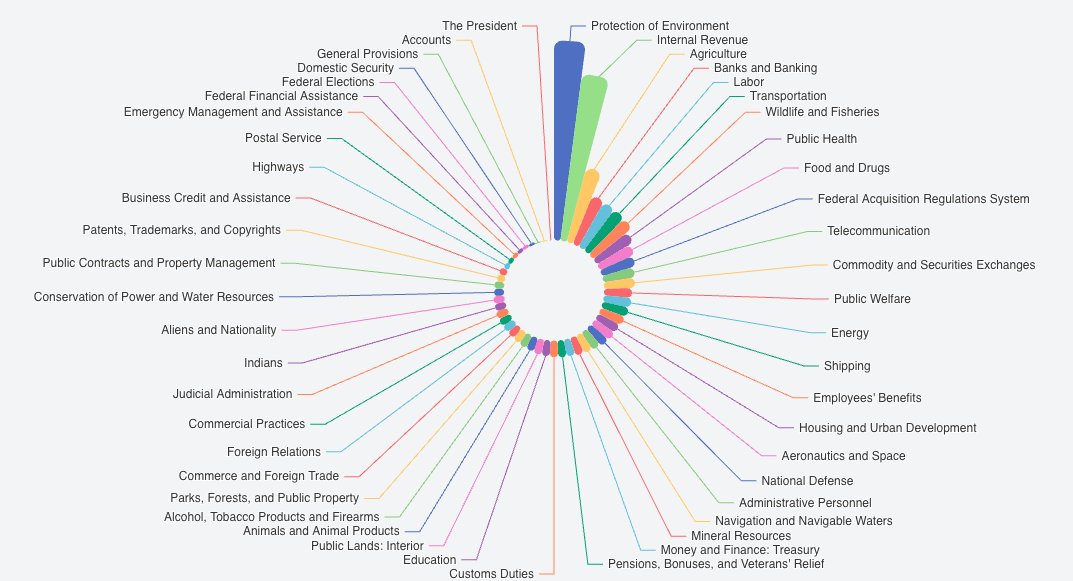 The President
Protection of Environment
Accounts
Internal Revenue
General Provisions
Agriculture
Domestic Security
Banks and Banking
Federal Elections
Labor
Federal Financial Assistance
Transportation
Emergency Management and Assistance
Wildlife and Fisheries
Postal Service
Public Health
Highways
Food and Drugs
Business Credit and Assistance
Federal Acquisition Regulations System
Patents, Trademarks, and Copyrights
Telecommunication
Public Contracts and Property Management
Commodity and Securities Exchanges
Conservation of Power and Water Resources
Public Welfare
Aliens and Nationality
Energy
Indians
Shipping
Judicial Administration
Employees' Benefits
Commercial Practices
Housing and Urban Development
Foreign Relations
Aeronautics and Space
Commerce and Foreign Trade
National Defense
Parks, Forests, and Public Property
Administrative Personnel
Alcohol, Tobacco Products and Firearms
Navigation and Navigable Waters
Animals and Animal Products
Mineral Resources
Public Lands: Interior
Money and Finance: Treasury
Education
Pensions, Bonuses, and Veterans' Relief
Customs Duties